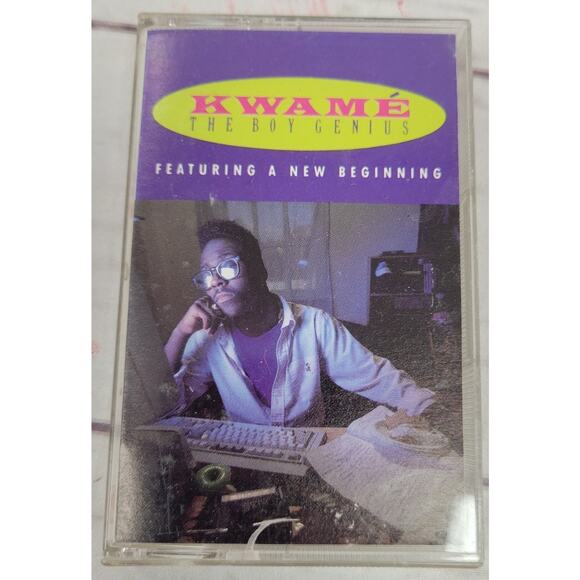 KWAMÉ
THE BOY GENIUS
FEATURING A NEW BEGINNING